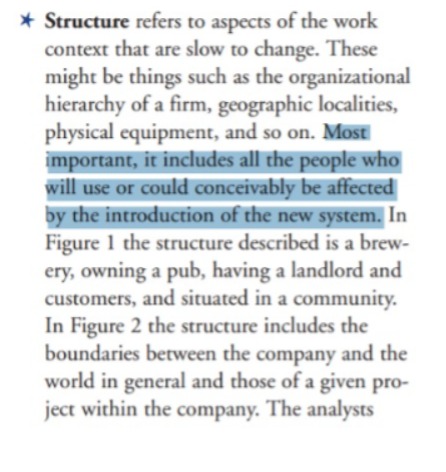 ★ Structure refers to aspects of the work
context that are slow to change. These
might be things such as the organizational
hierarchy of a firm, geographic localities,
physical equipment, and so on. Most
important, it includes all the people who
will use or could conceivably be affected
by the introduction of the new system. In
Figure 1 the structure described is a brew-
ery, owning a pub, having a landlord and
customers, and situated in a community.
In Figure 2 the structure includes the
boundaries between the company and the
world in general and those of a given pro-
ject within the company. The analysts